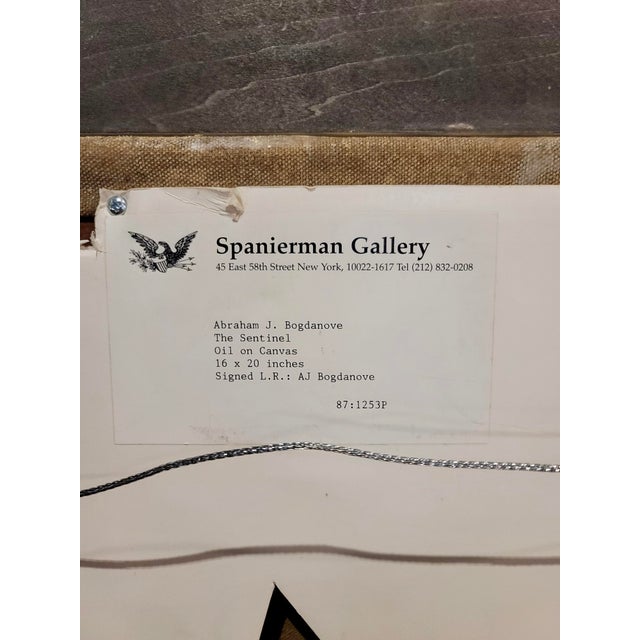 Spanierman Gallery
45 East 58th Street New York, 10022-1617 Tel (212) 832-0208
Abraham J. Bogdanove
The Sentinel
Oil on Canvas
16 x 20 inches
Signed L.R.: AJ Bogdanove
87:1253P